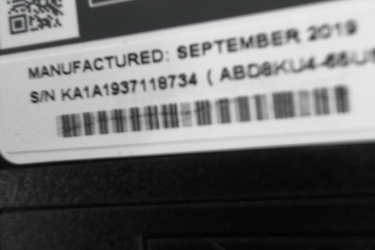 MANUFACTURED: SEPTEMBER 2019
S/N KA1A1937118734 (